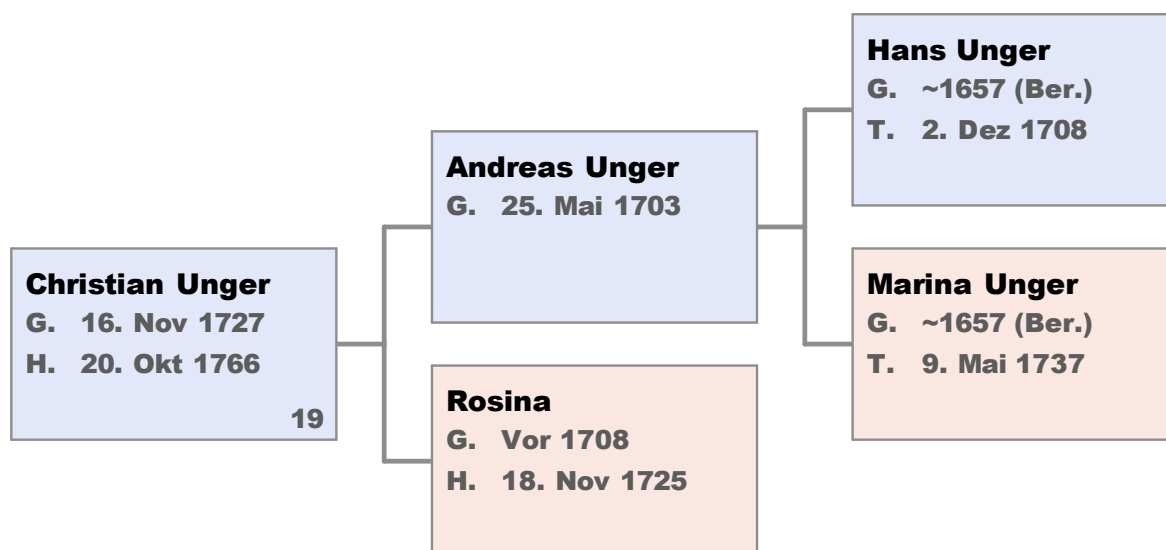 Hans Unger
G. ~1657 (Ber.)
T. 2. Dez 1708
Andreas Unger
G. 25. Mai 1703
Christian Unger
G. 16. Nov 1727
H. 20. Okt 1766
19
Marina Unger
G. ~1657 (Ber.)
T. 9. Mai 1737
Rosina
G. Vor 1708
H. 18. Nov 1725